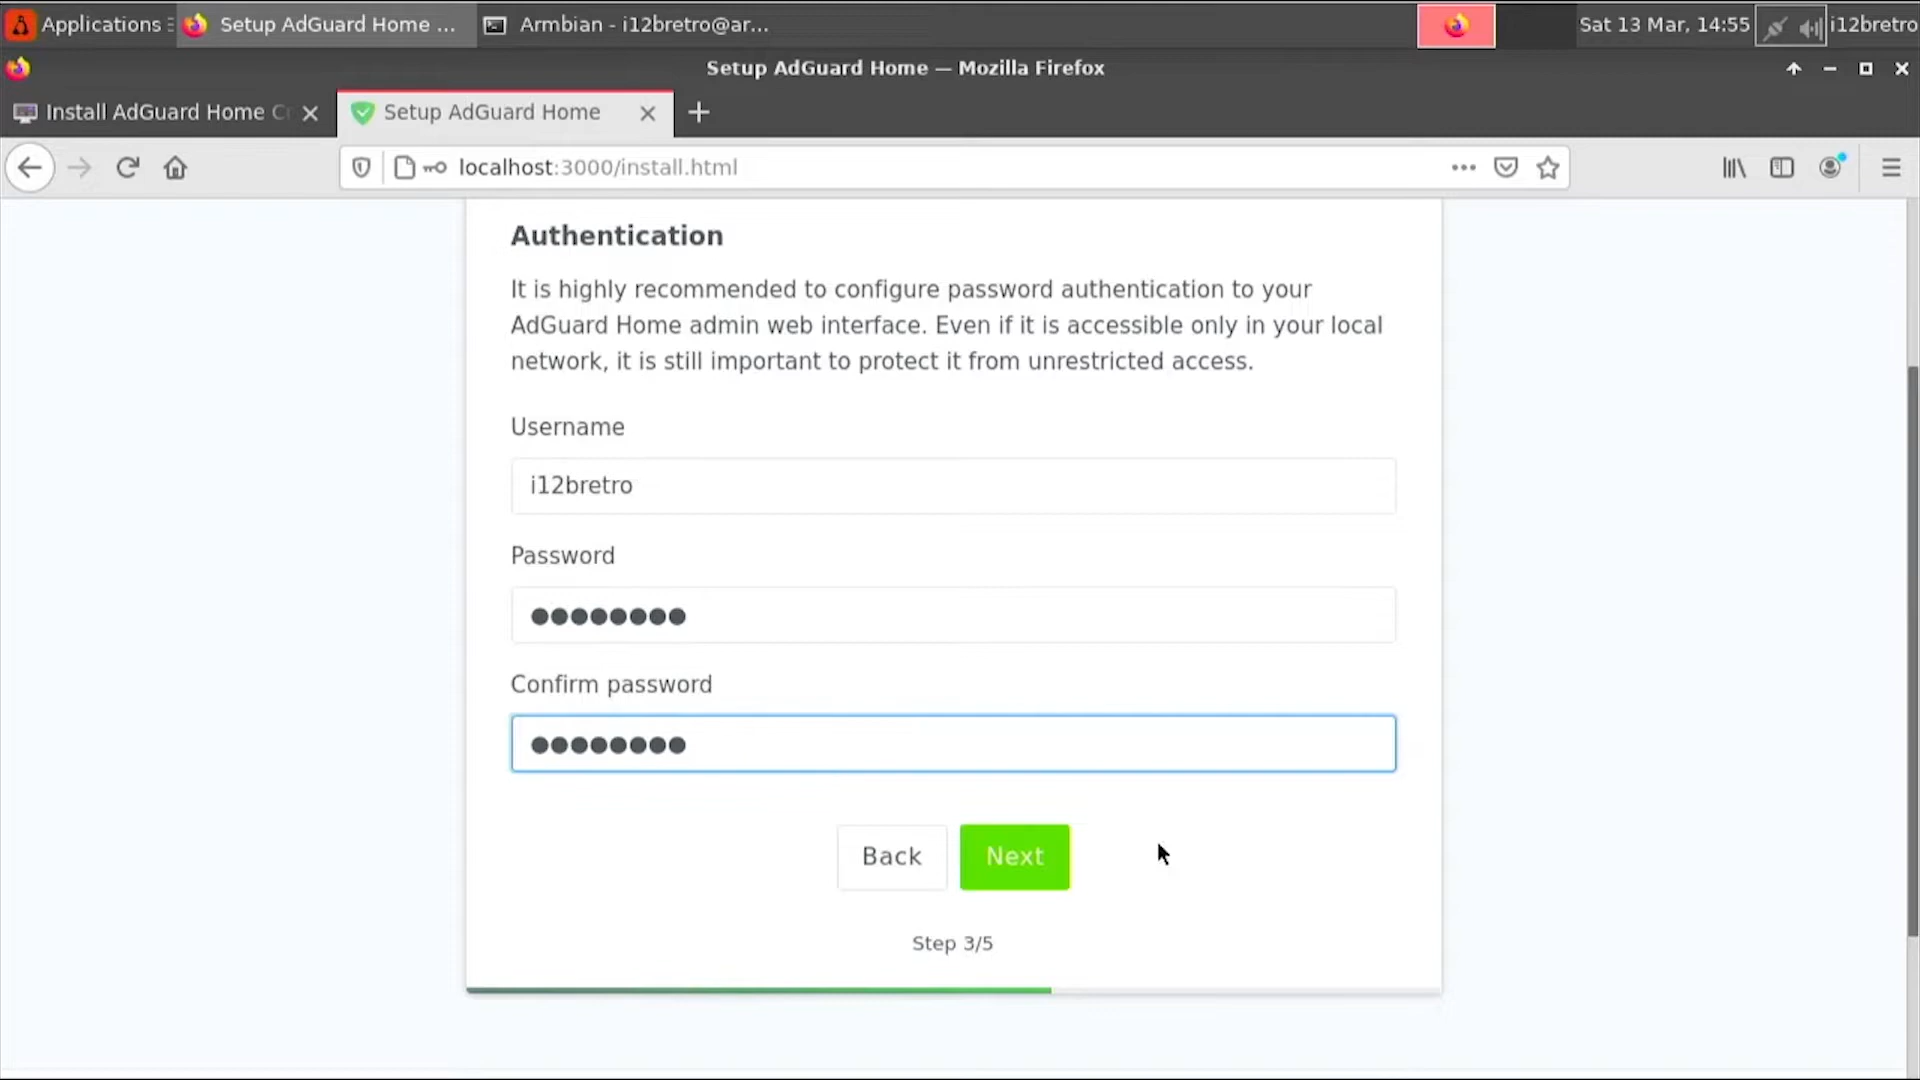 Applications
Setup AdGuard Home ...
Armbian - i12bretro@ar...
Sat 13 Mar, 14:55
i12bretro
Setup AdGuard Home — Mozilla Firefox
Install AdGuard Home C
Setup AdGuard Home
localhost:3000/install.html
Authentication
It is highly recommended to configure password authentication to your
AdGuard Home admin web interface. Even if it is accessible only in your local
network, it is still important to protect it from unrestricted access.
Username
i12bretro
Password
●●●●●●●●
Confirm password
●●●●●●●●
Back
Next
Step 3/5